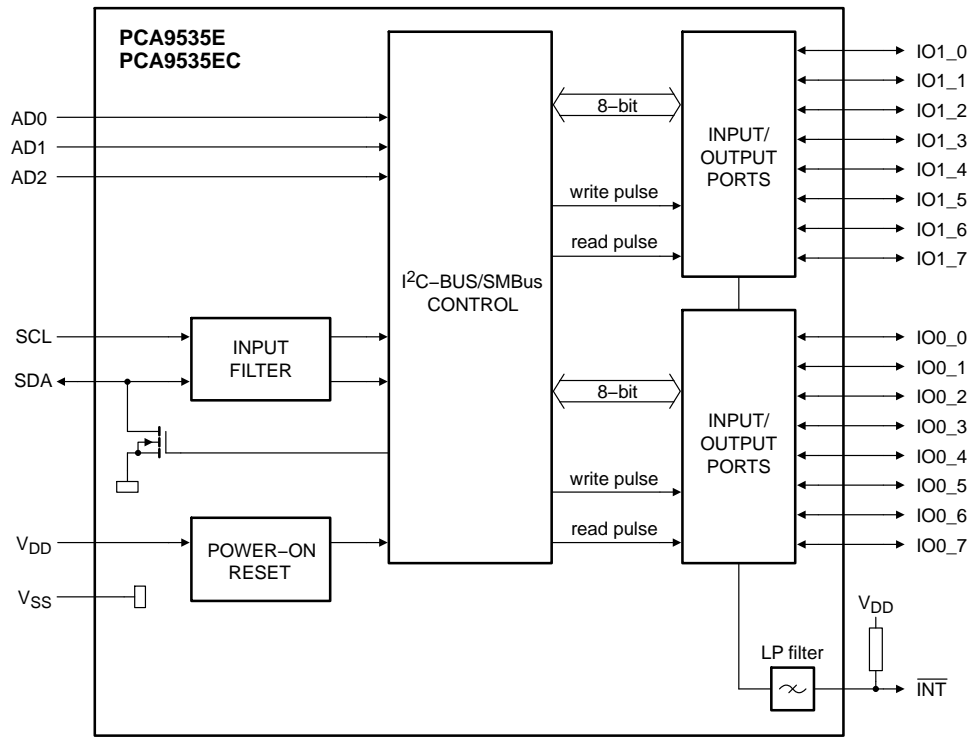 PCA9535E
PCA9535EC
AD0
AD1
AD2
SCL
SDA
VDD
VSS
INPUT
FILTER
POWER−ON
RESET
I2C−BUS/SMBus
CONTROL
8−bit
write pulse
read pulse
INPUT/
OUTPUT
PORTS
IO1_0
IO1_1
IO1_2
IO1_3
IO1_4
IO1_5
IO1_6
IO1_7
8−bit
write pulse
read pulse
INPUT/
OUTPUT
PORTS
IO0_0
IO0_1
IO0_2
IO0_3
IO0_4
IO0_5
IO0_6
IO0_7
VDD
LP filter
INT